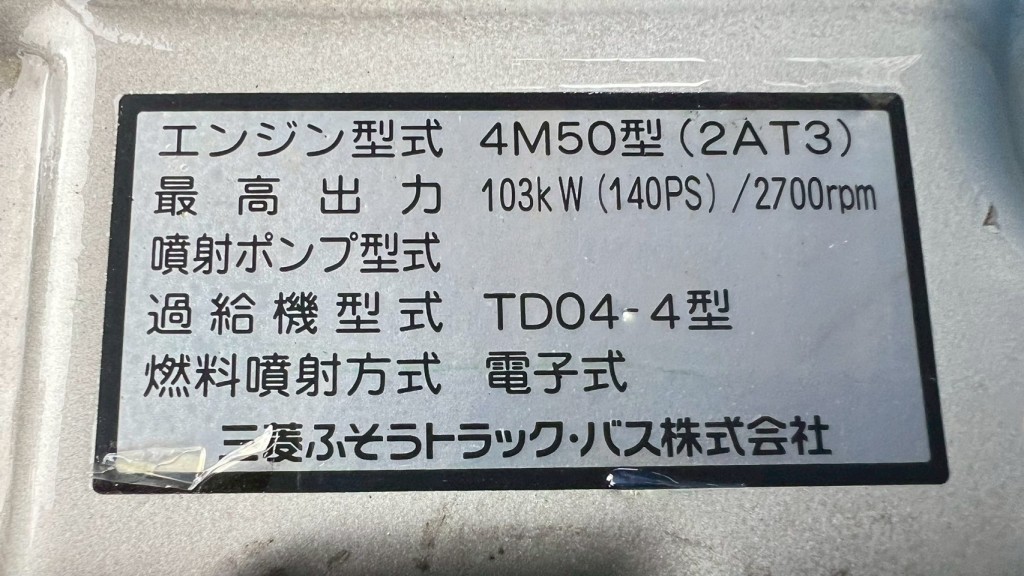 エンジン型式 4M50型(2AT3)
最高出力 103kW(140PS)/2700rpm
噴射ポンプ型式
過給機型式 TD04-4型
燃料噴射方式 電子式
三菱ふそうトラック・バス株式会社